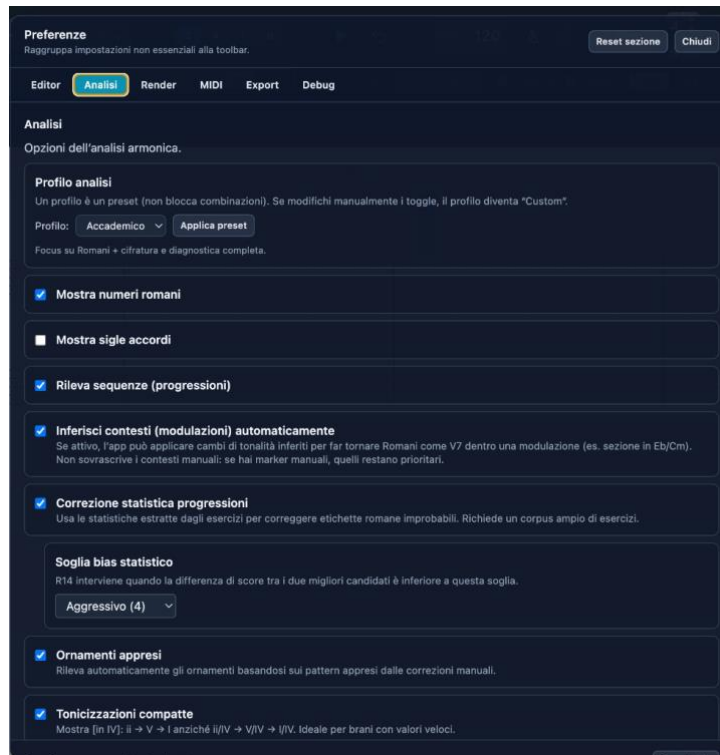 Preferenze
Raggruppa impostazioni non essenziali alla toolbar.
Reset sezione
Chiudi
Editor Analisi Render MIDI Export Debug
Analisi
Opzioni dell'analisi armonica.
Profilo analisi
Un profilo è un preset (non blocca combinazioni). Se modifichi manualmente i toggle, il profilo diventa "Custom".
Profilo: Accademico Applica preset
Focus su Romani + cifratura e diagnostica completa.
Mostra numeri romani
Mostra sigle accordi
Rileva sequenze (progressioni)
Inferisci contesti (modulazioni) automaticamente
Se attivo, l'app può applicare cambi di tonalità inferiti per far tornare Romani come V7 dentro una modulazione (es. sezione in Eb/Cm).
Non sovrascrive i contesti manuali: se hai marker manuali, quelli restano prioritari.
Correzione statistica progressioni
Usa le statistiche estratte dagli esercizi per correggere etichette romane improbabili. Richiede un corpus ampio di esercizi.
Soglia bias statistico
R14 interviene quando la differenza di score tra i due migliori candidati è inferiore a questa soglia.
Aggressivo (4)
Ornamenti appresi
Rileva automaticamente gli ornamenti basandosi sui pattern appresi dalle correzioni manuali.
Tonicizzazioni compatte
Mostra [in IV]: ii → V → I anziché ii/IV → V/IV → I/IV. Ideale per brani con valori veloci.